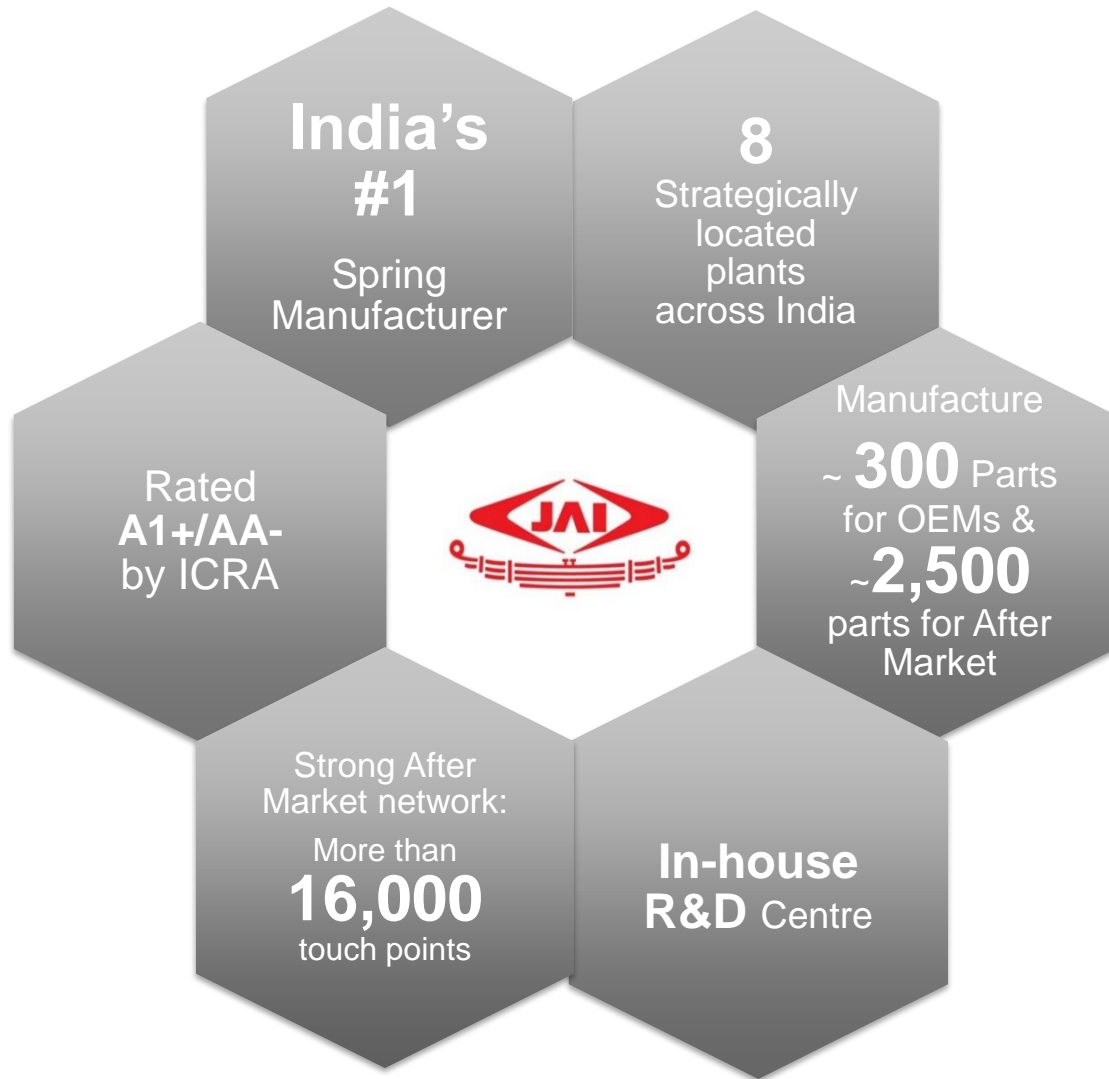 India's
#1
Spring
Manufacturer
8
Strategically
located
plants
across India
Manufacture
~ 300 Parts
for OEMs &
~2,500
parts for After
Market
Rated
A1+/AA-
by ICRA
JAI
Strong After
Market network:
More than
16,000
touch points
In-house
R&D Centre